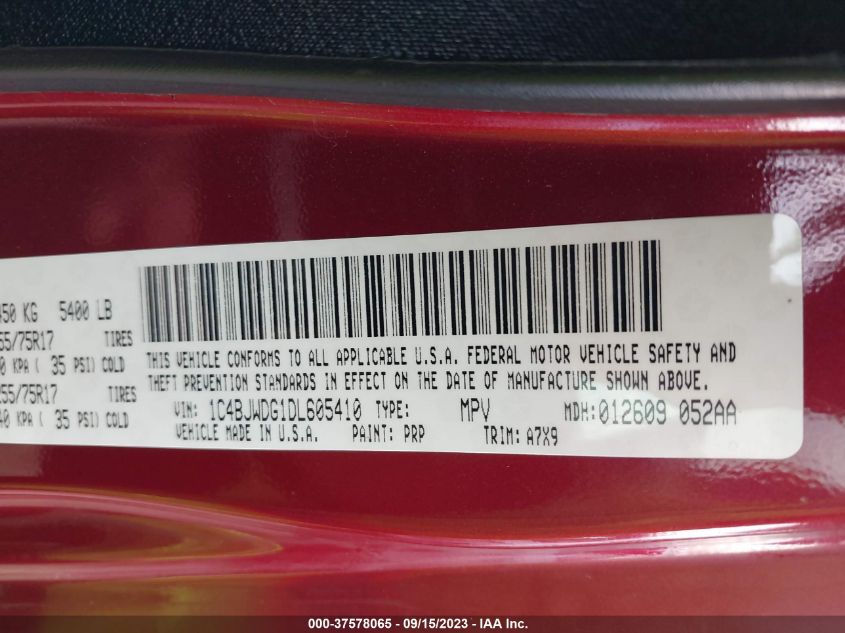 450 KG 5400 LB
55/75R17 TIRES
0 KPA ( 35 PSI) COLD
255/75R17 TIRES
40 KPA ( 35 PSI) COLD
THIS VEHICLE CONFORMS TO ALL APPLICABLE U.S.A. FEDERAL MOTOR VEHICLE SAFETY AND
THEFT PREVENTION STANDARDS IN EFFECT ON THE DATE OF MANUFACTURE SHOWN ABOVE.
VIN: 1C4BJWDG1DL605410 TYPE: MPV MDH:012609 052AA
VEHICLE MADE IN U.S.A. PAINT: PRP TRIM: A7X9
000-37578065 - 09/15/2023 - IAA Inc.